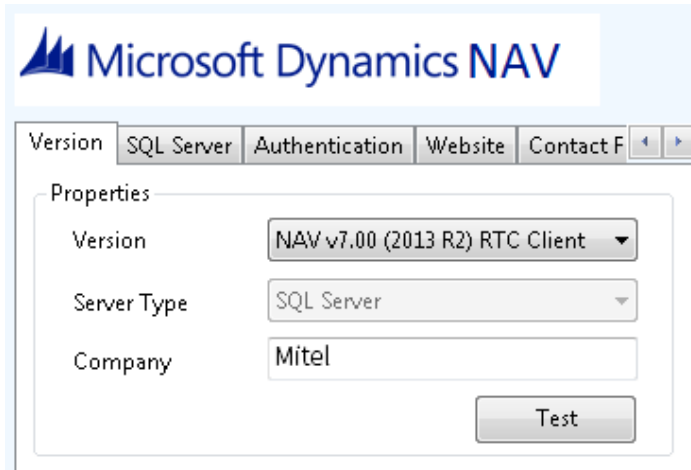 Microsoft Dynamics NAV
Version SQL Server Authentication Website Contact F
Properties
Version NAV v7.00 (2013 R2) RTC Client
Server Type SQL Server
Company Mitel
Test